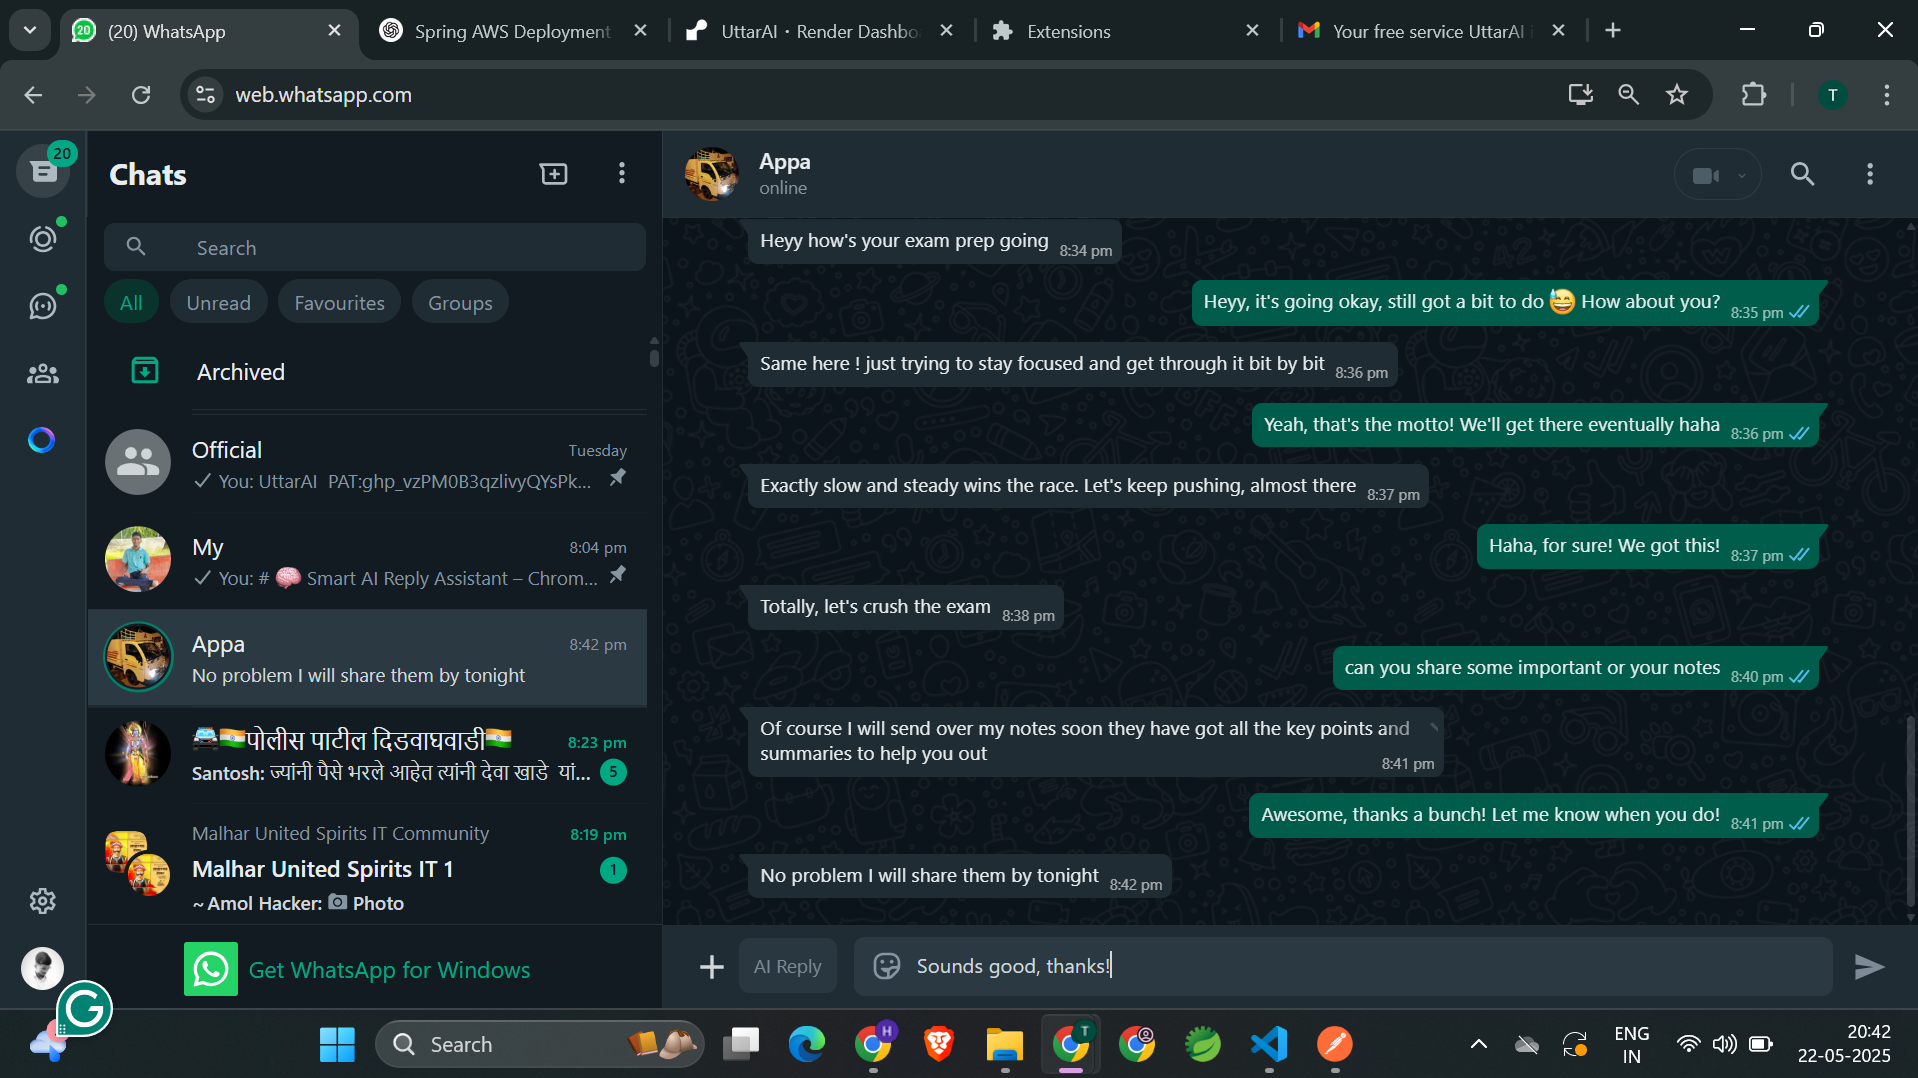 (20) WhatsApp
Spring AWS Deployment
UttarAI • Render Dashbo
Extensions
Your free service UttarAI
web.whatsapp.com
T
20
Chats
Search
All
Unread
Favourites
Groups
Archived
Official
Tuesday
You: UttarAI PAT:ghp_vzPM0B3qzlivyQYsPk...
My
8:04 pm
You: # 🧠 Smart AI Reply Assistant – Chrom...
Appa
8:42 pm
No problem I will share them by tonight
🚔🇮🇳पोलीस पाटील दिडवाघवाडी🇮🇳
8:23 pm
Santosh: ज्यांनी पैसे भरले आहेत त्यांनी देवा खाडे यां...
5
Malhar United Spirits IT Community
8:19 pm
Malhar United Spirits IT 1
1
~ Amol Hacker: 📷 Photo
Get WhatsApp for Windows
Appa
online
Heyy how's your exam prep going
8:34 pm
Heyy, it's going okay, still got a bit to do 😅 How about you?
8:35 pm
Same here ! just trying to stay focused and get through it bit by bit
8:36 pm
Yeah, that's the motto! We'll get there eventually haha
8:36 pm
Exactly slow and steady wins the race. Let's keep pushing, almost there
8:37 pm
Haha, for sure! We got this!
8:37 pm
Totally, let's crush the exam
8:38 pm
can you share some important or your notes
8:40 pm
Of course I will send over my notes soon they have got all the key points and
summaries to help you out
8:41 pm
Awesome, thanks a bunch! Let me know when you do!
8:41 pm
No problem I will share them by tonight
8:42 pm
AI Reply
Sounds good, thanks!
Search
H
T
ENG
IN
20:42
22-05-2025